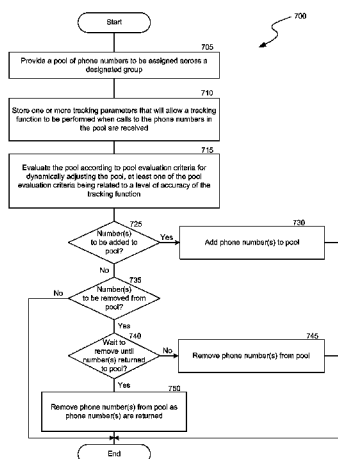 Start
700
705
Provide a pool of phone numbers to be assigned across a
designated group
710
Store one or more tracking parameters that will allow a tracking
function to be performed when calls to the phone numbers in
the pool are received
715
Evaluate the pool according to pool evaluation criteria for
dynamically adjusting the pool, at least one of the pool
evaluation criteria being related to a level of accuracy of the
tracking function
725
Number(s)
to be added to
pool?
Yes
730
Add phone number(s) to pool
No
735
Number(s)
to be removed from
pool?
No
Yes
740
Wait to
remove until
number(s) returned
to pool?
No
745
Remove phone number(s) from pool
Yes
750
Remove phone number(s) from pool as
phone number(s) are returned
End